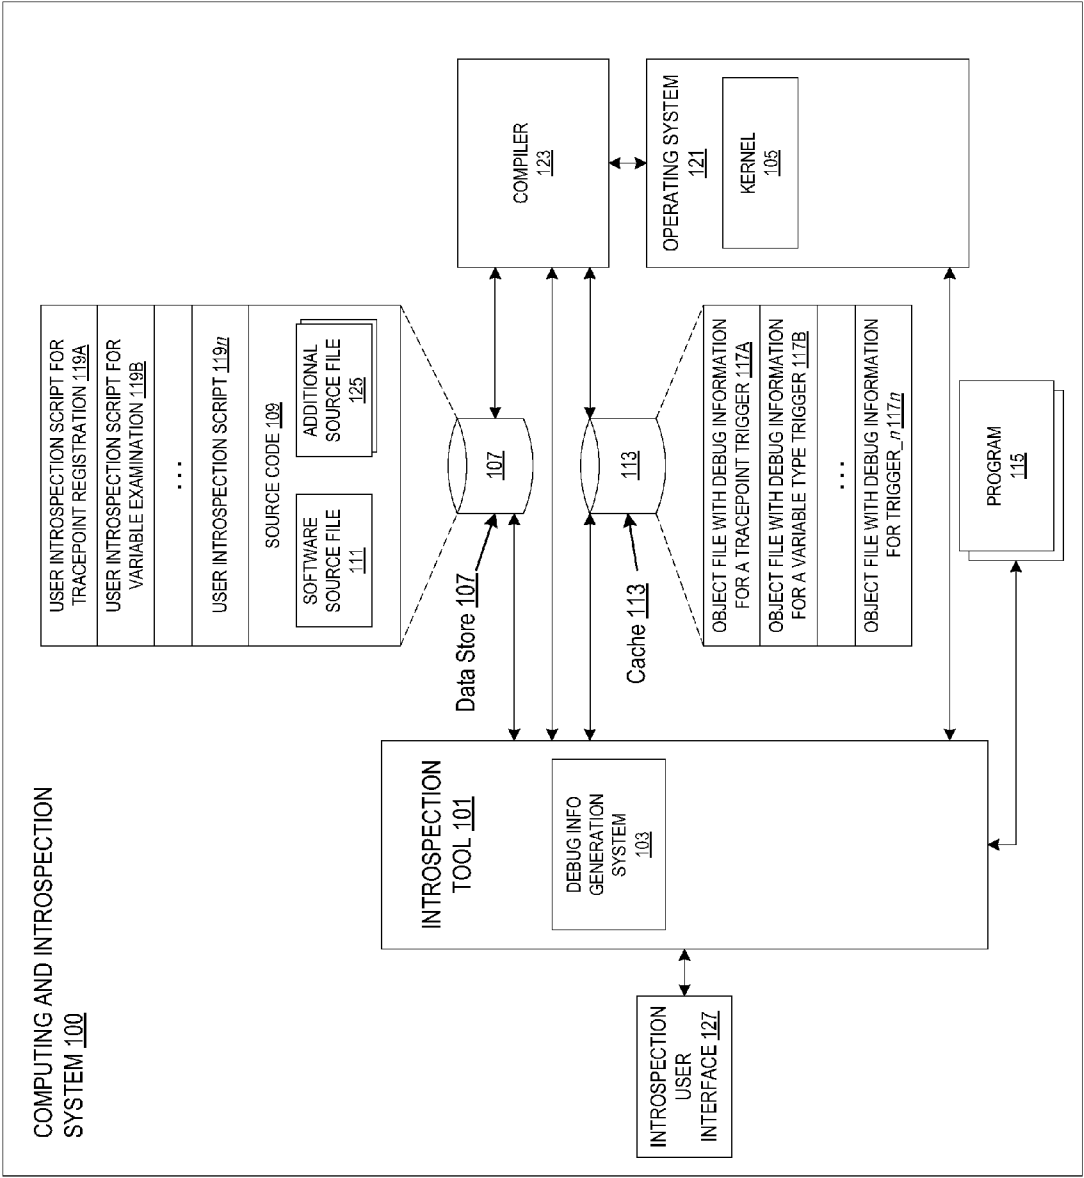 COMPUTING AND INTROSPECTION
SYSTEM 100
INTROSPECTION
USER
INTERFACE 127
INTROSPECTION
TOOL 101
DEBUG INFO
GENERATION
SYSTEM
103
Data Store 107
Cache 113
107
113
USER INTROSPECTION SCRIPT FOR
TRACEPOINT REGISTRATION 119A
USER INTROSPECTION SCRIPT FOR
VARIABLE EXAMINATION 119B
...
USER INTROSPECTION SCRIPT 119n
SOURCE CODE 109
SOFTWARE
SOURCE FILE
111
ADDITIONAL
SOURCE FILE
125
OBJECT FILE WITH DEBUG INFORMATION
FOR A TRACEPOINT TRIGGER 117A
OBJECT FILE WITH DEBUG INFORMATION
FOR A VARIABLE TYPE TRIGGER 117B
...
OBJECT FILE WITH DEBUG INFORMATION
FOR TRIGGER_n 117n
COMPILER
123
OPERATING SYSTEM
121
KERNEL
105
PROGRAM
115